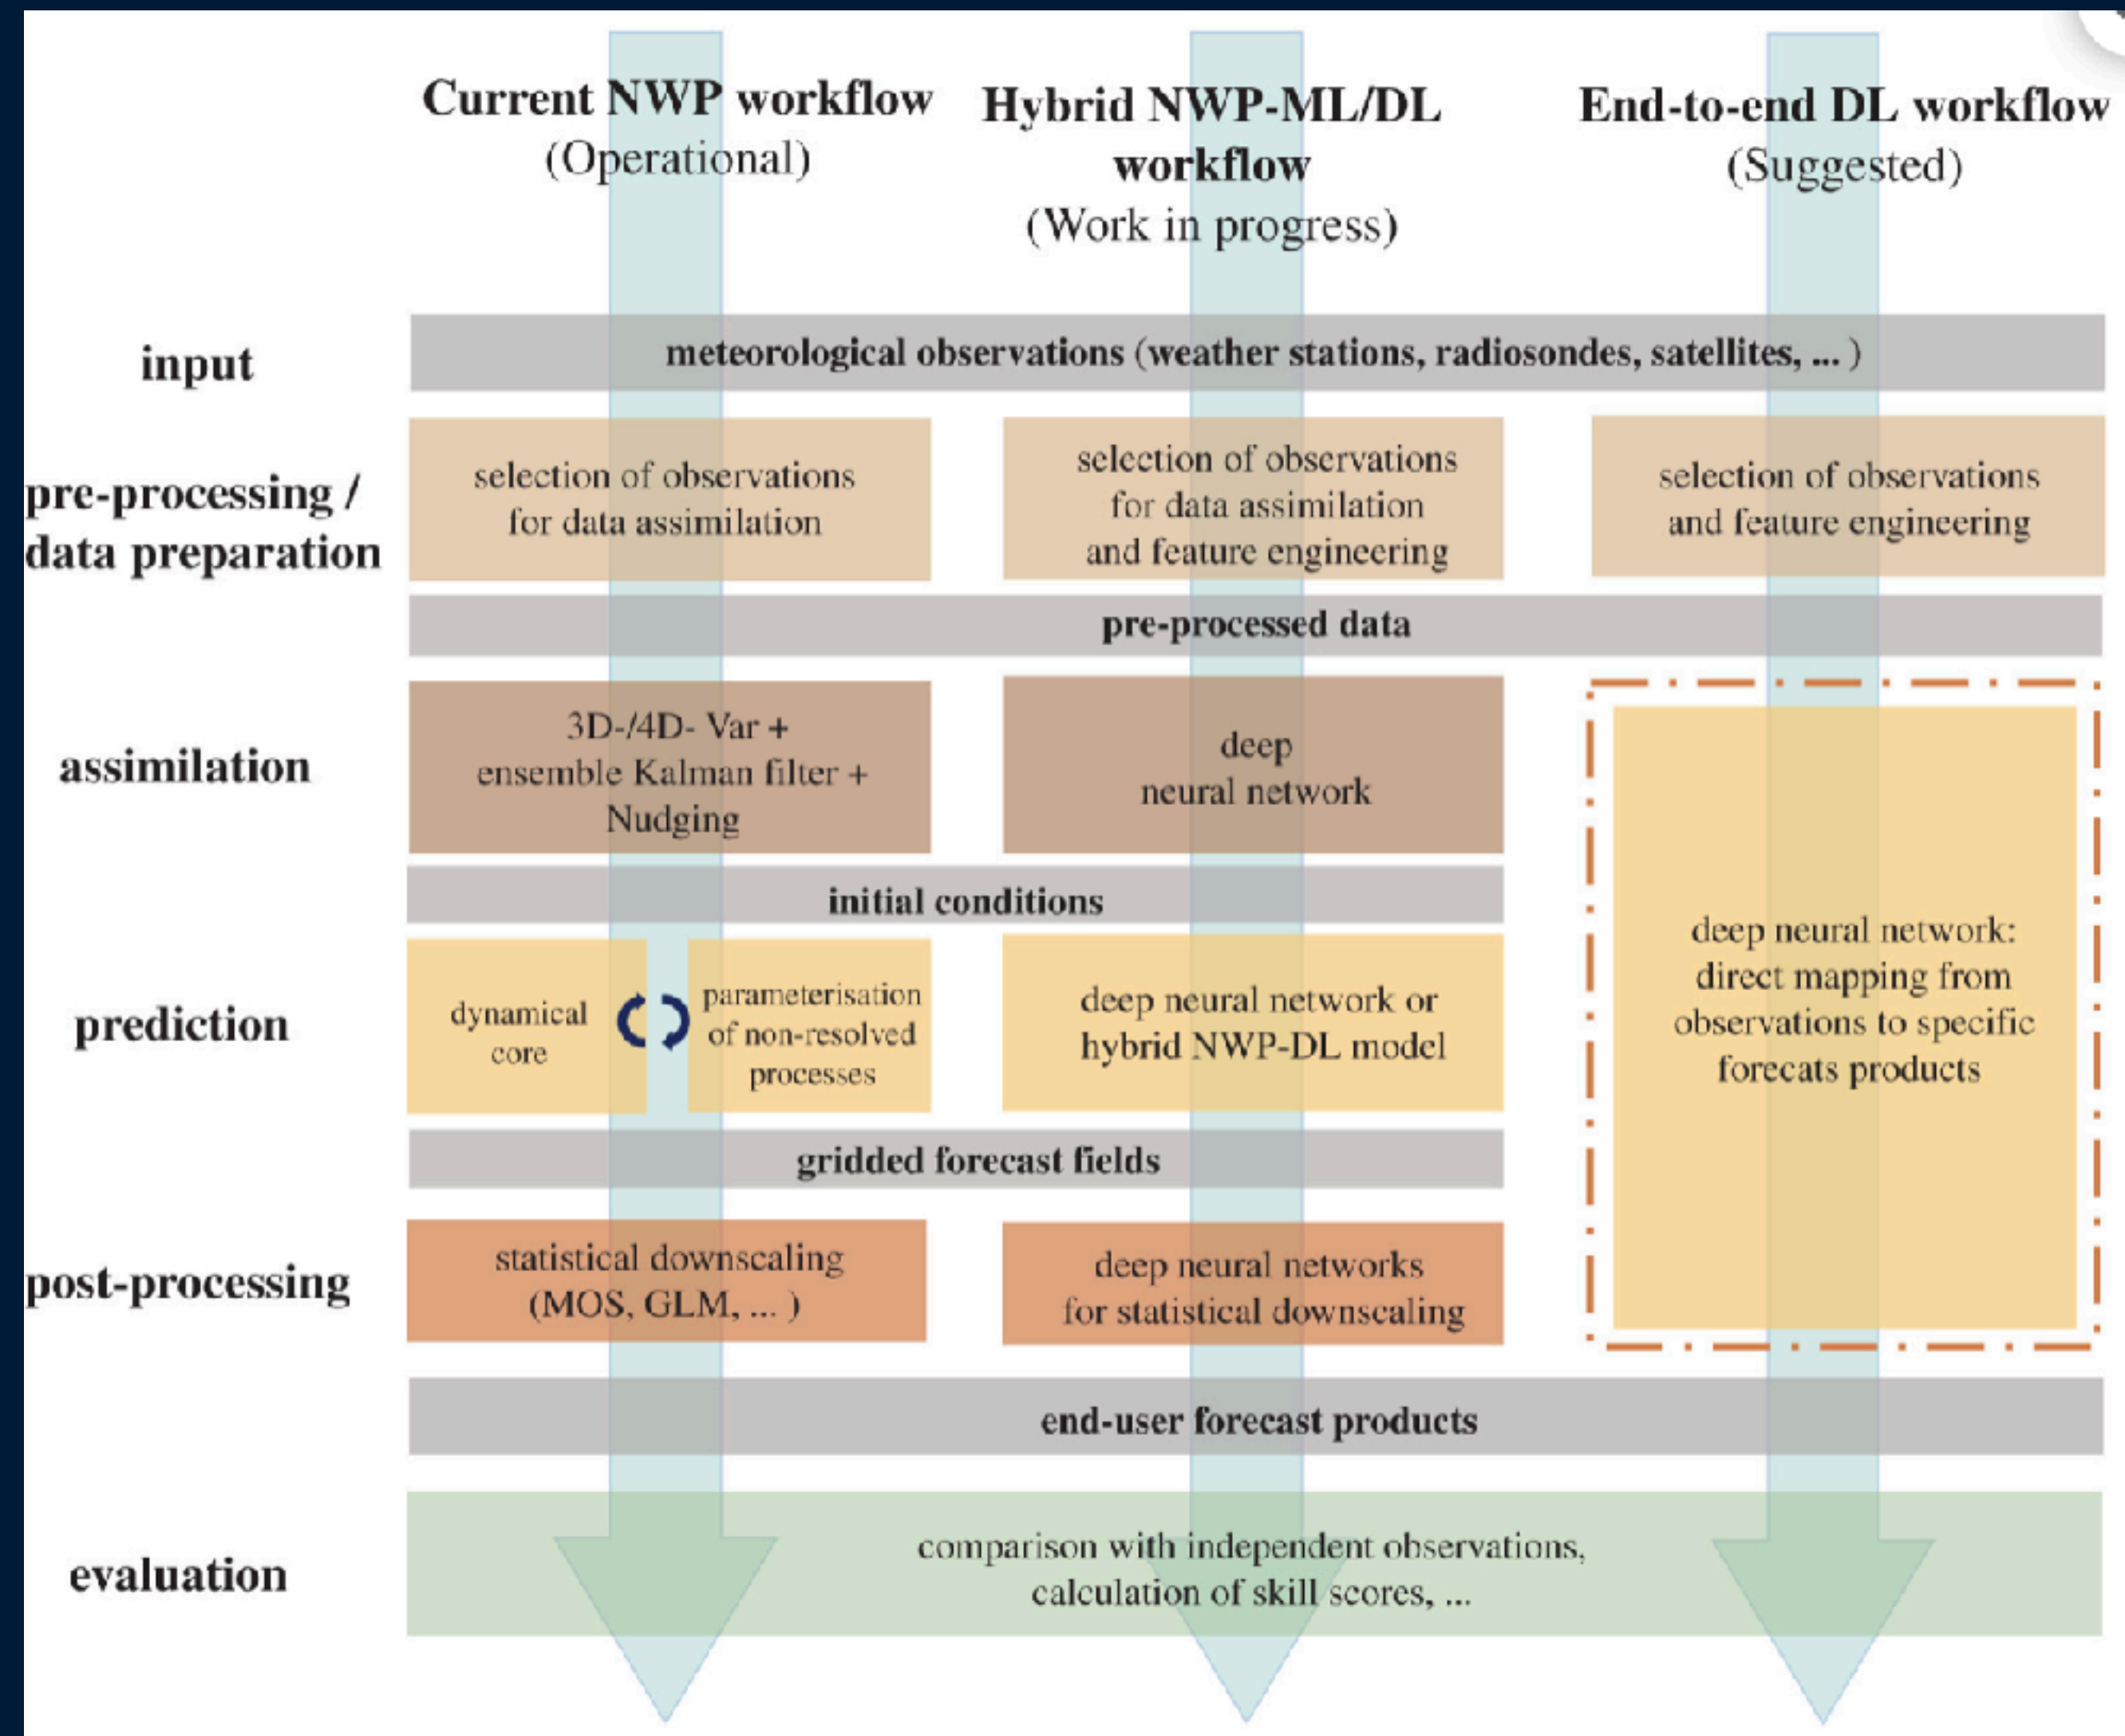 Current NWP workflow
(Operational)
Hybrid NWP-ML/DL
workflow
(Work in progress)
End-to-end DL workflow
(Suggested)
input
meteorological observations (weather stations, radiosondes, satellites, ... )
pre-processing /
data preparation
selection of observations
for data assimilation
selection of observations
for data assimilation
and feature engineering
selection of observations
and feature engineering
pre-processed data
assimilation
3D-/4D- Var +
ensemble Kalman filter +
Nudging
deep
neural network
initial conditions
prediction
dynamical
core
parameterisation
of non-resolved
processes
deep neural network or
hybrid NWP-DL model
deep neural network:
direct mapping from
observations to specific
forecats products
gridded forecast fields
post-processing
statistical downscaling
(MOS, GLM, ... )
deep neural networks
for statistical downscaling
end-user forecast products
evaluation
comparison with independent observations,
calculation of skill scores, ...